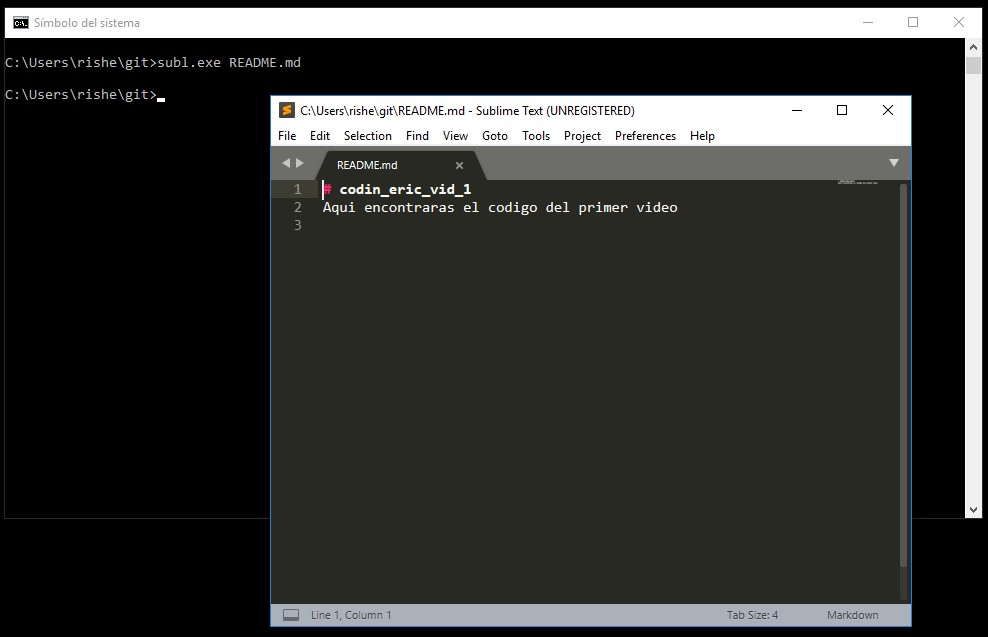 Símbolo del sistema
C:\Users\rishe\git>subl.exe README.md
C:\Users\rishe\git>
C:\Users\rishe\git\README.md - Sublime Text (UNREGISTERED)
File Edit Selection Find View Goto Tools Project Preferences Help
README.md
1 # codin_eric_vid_1
2 Aqui encontraras el codigo del primer video
3
Line 1, Column 1 Tab Size: 4 Markdown